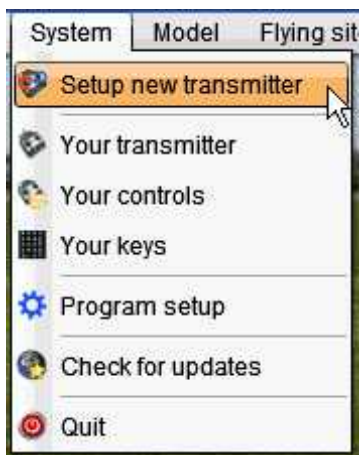 System Model Flying sit
Setup new transmitter
Your transmitter
Your controls
Your keys
Program setup
Check for updates
Quit